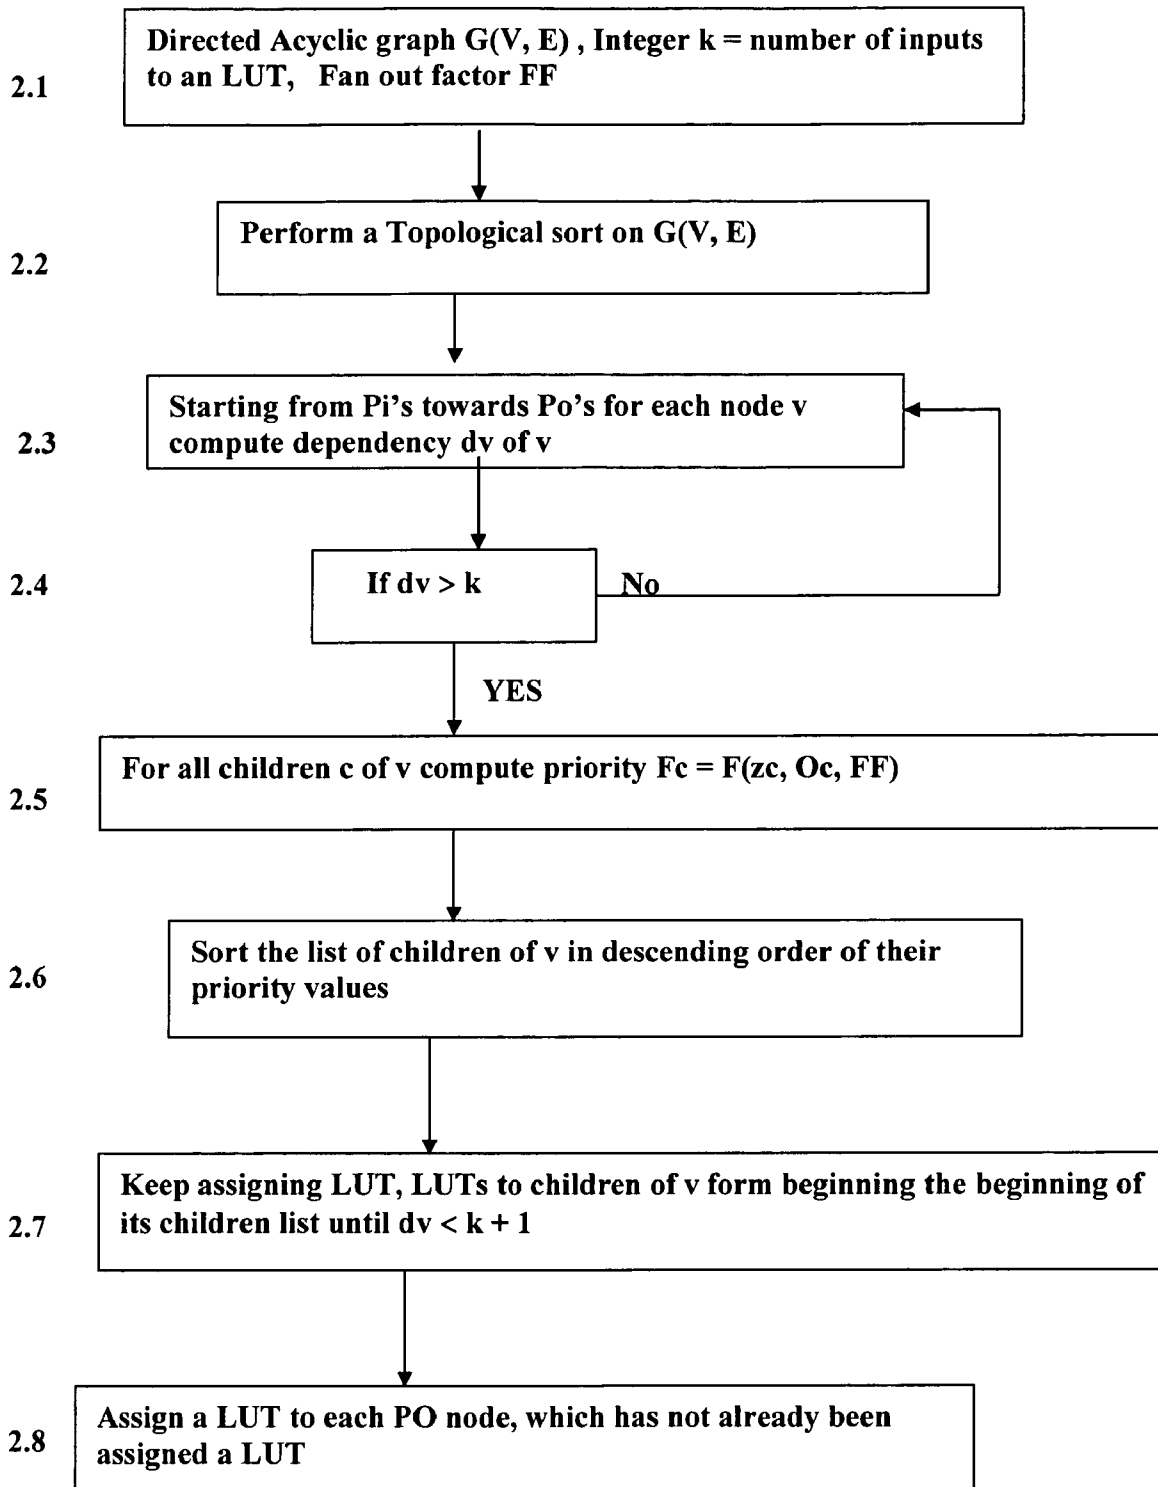 Directed Acyclic graph G(V, E) , Integer k = number of inputs
to an LUT, Fan out factor FF
2.1
Perform a Topological sort on G(V, E)
2.2
Starting from Pi's towards Po's for each node v
compute dependency dv of v
2.3
If dv > k
No
2.4
YES
For all children c of v compute priority Fc = F(zc, Oc, FF)
2.5
Sort the list of children of v in descending order of their
priority values
2.6
Keep assigning LUT, LUTs to children of v form beginning the beginning of
its children list until dv < k + 1
2.7
Assign a LUT to each PO node, which has not already been
assigned a LUT
2.8